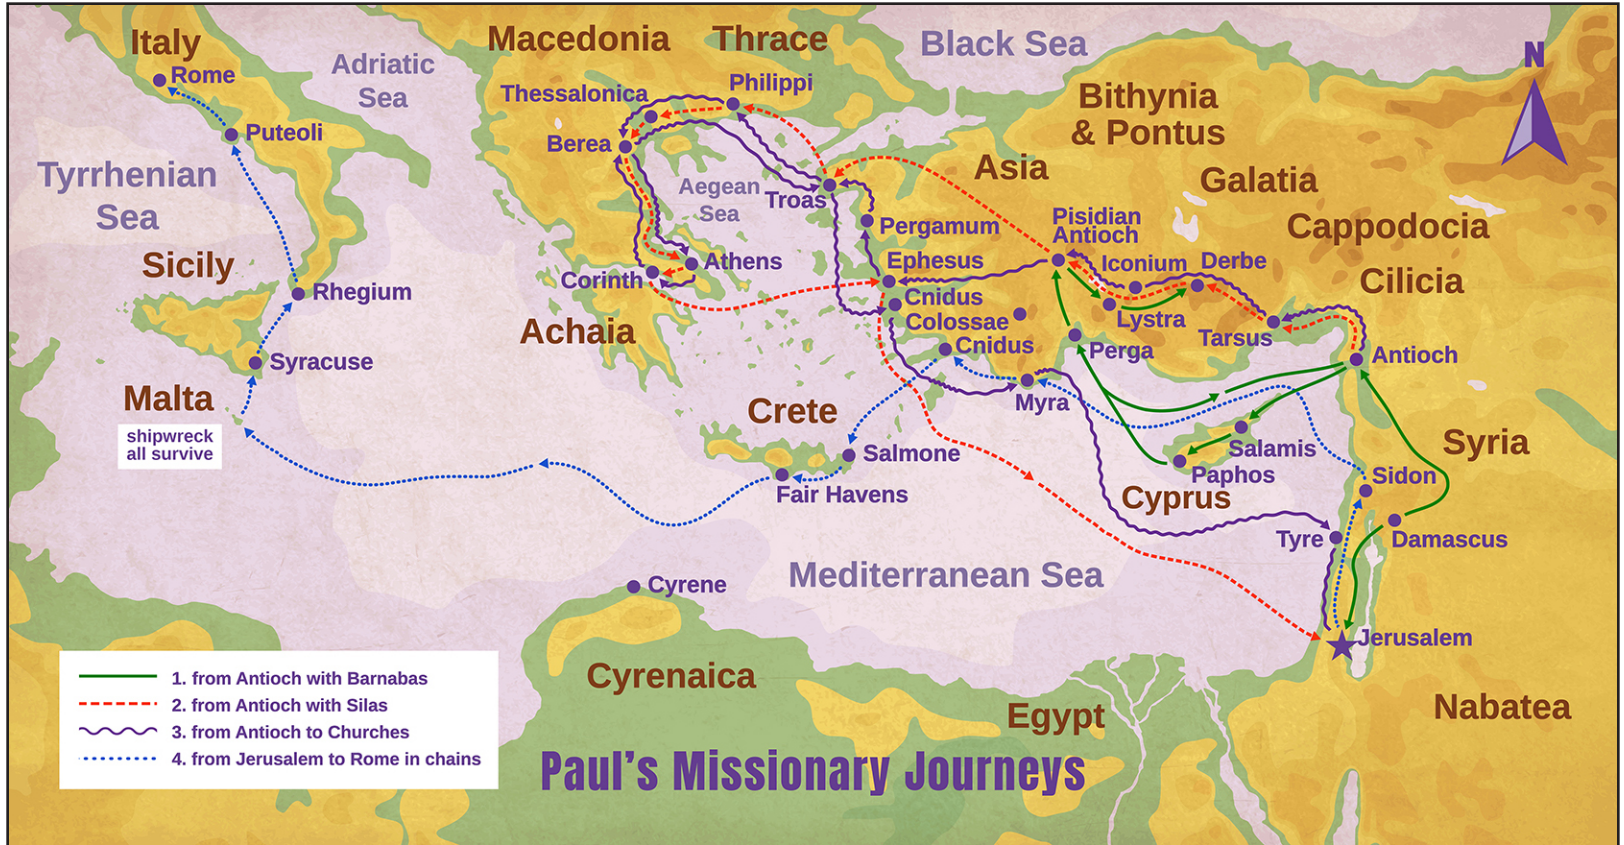 Italy
Rome
Adriatic
Sea
Macedonia
Thrace
Black Sea
N
Thessalonica
Philippi
Bithynia
& Pontus
Puteoli
Berea
Asia
Tyrrhenian
Sea
Aegean
Sea
Troas
Galatia
Pisidian
Antioch
Cappodocia
Pergamum
Sicily
Athens
Ephesus
Iconium
Derbe
Corinth
Cilicia
Rhegium
Cnidus
Colossae
Lystra
Achaia
Tarsus
Cnidus
Perga
Antioch
Syracuse
Malta
shipwreck
all survive
Myra
Crete
Salamis
Syria
Salmone
Paphos
Sidon
Fair Havens
Cyprus
Tyre
Damascus
Mediterranean Sea
Cyrene
Jerusalem
Cyrenaica
Egypt
Nabatea
1. from Antioch with Barnabas
2. from Antioch with Silas
3. from Antioch to Churches
4. from Jerusalem to Rome in chains
Paul's Missionary Journeys